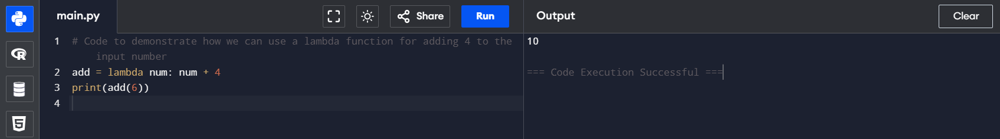 main.py
Share
Run
Output
Clear
1 # Code to demonstrate how we can use a lambda function for adding 4 to the
input number
2 add = lambda num: num + 4
3 print(add(6))
4
10
=== Code Execution Successful ===